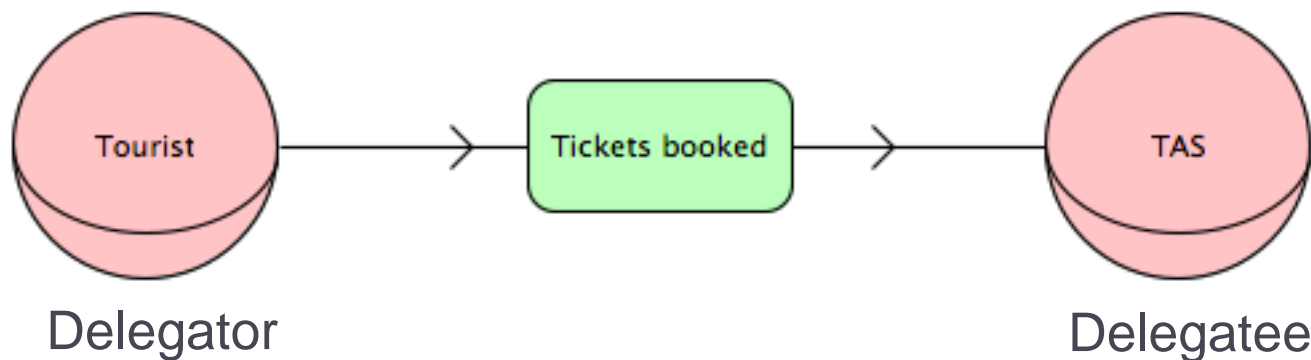 Tourist
Tickets booked
TAS
Delegator
Delegatee